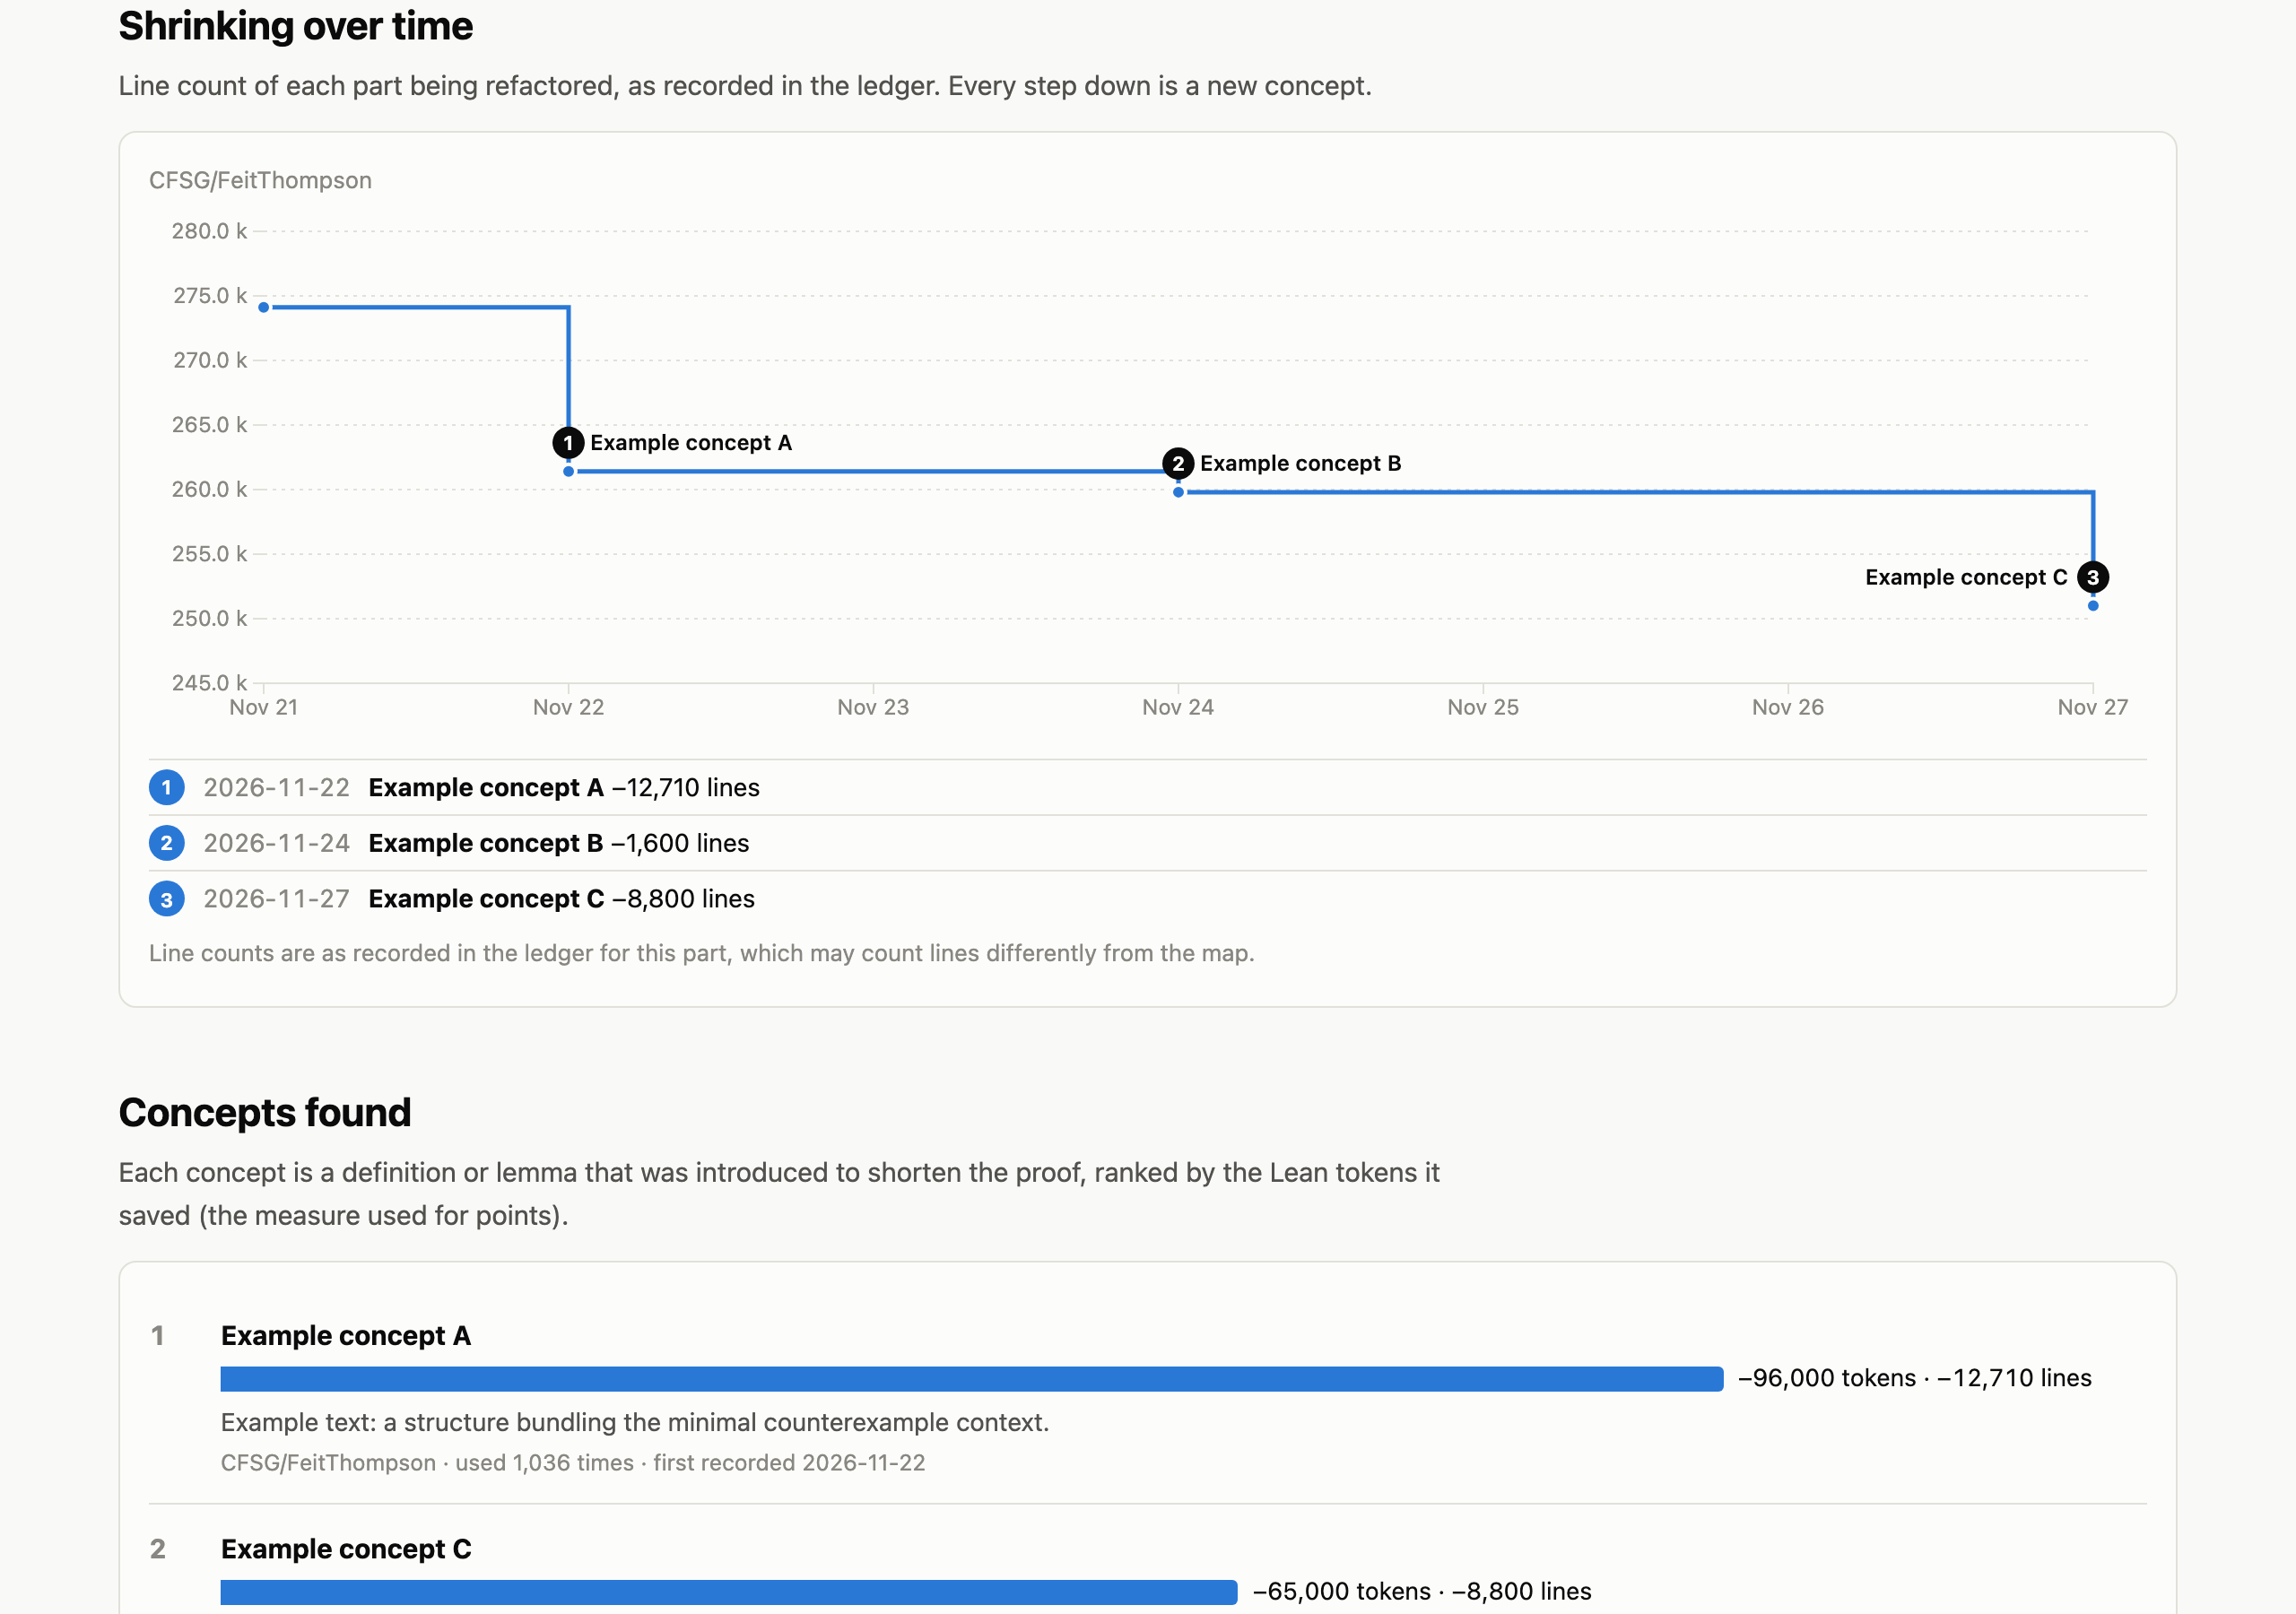 Shrinking over time
Line count of each part being refactored, as recorded in the ledger. Every step down is a new concept.
CFSG/FeitThompson
280.0 k
275.0 k
270.0 k
265.0 k
1 Example concept A
2 Example concept B
260.0 k
255.0 k
Example concept C 3
250.0 k
245.0 k
Nov 21 Nov 22 Nov 23 Nov 24 Nov 25 Nov 26 Nov 27
1 2026-11-22 Example concept A −12,710 lines
2 2026-11-24 Example concept B −1,600 lines
3 2026-11-27 Example concept C −8,800 lines
Line counts are as recorded in the ledger for this part, which may count lines differently from the map.
Concepts found
Each concept is a definition or lemma that was introduced to shorten the proof, ranked by the Lean tokens it
saved (the measure used for points).
1 Example concept A
−96,000 tokens · −12,710 lines
Example text: a structure bundling the minimal counterexample context.
CFSG/FeitThompson · used 1,036 times · first recorded 2026-11-22
2 Example concept C
−65,000 tokens · −8,800 lines